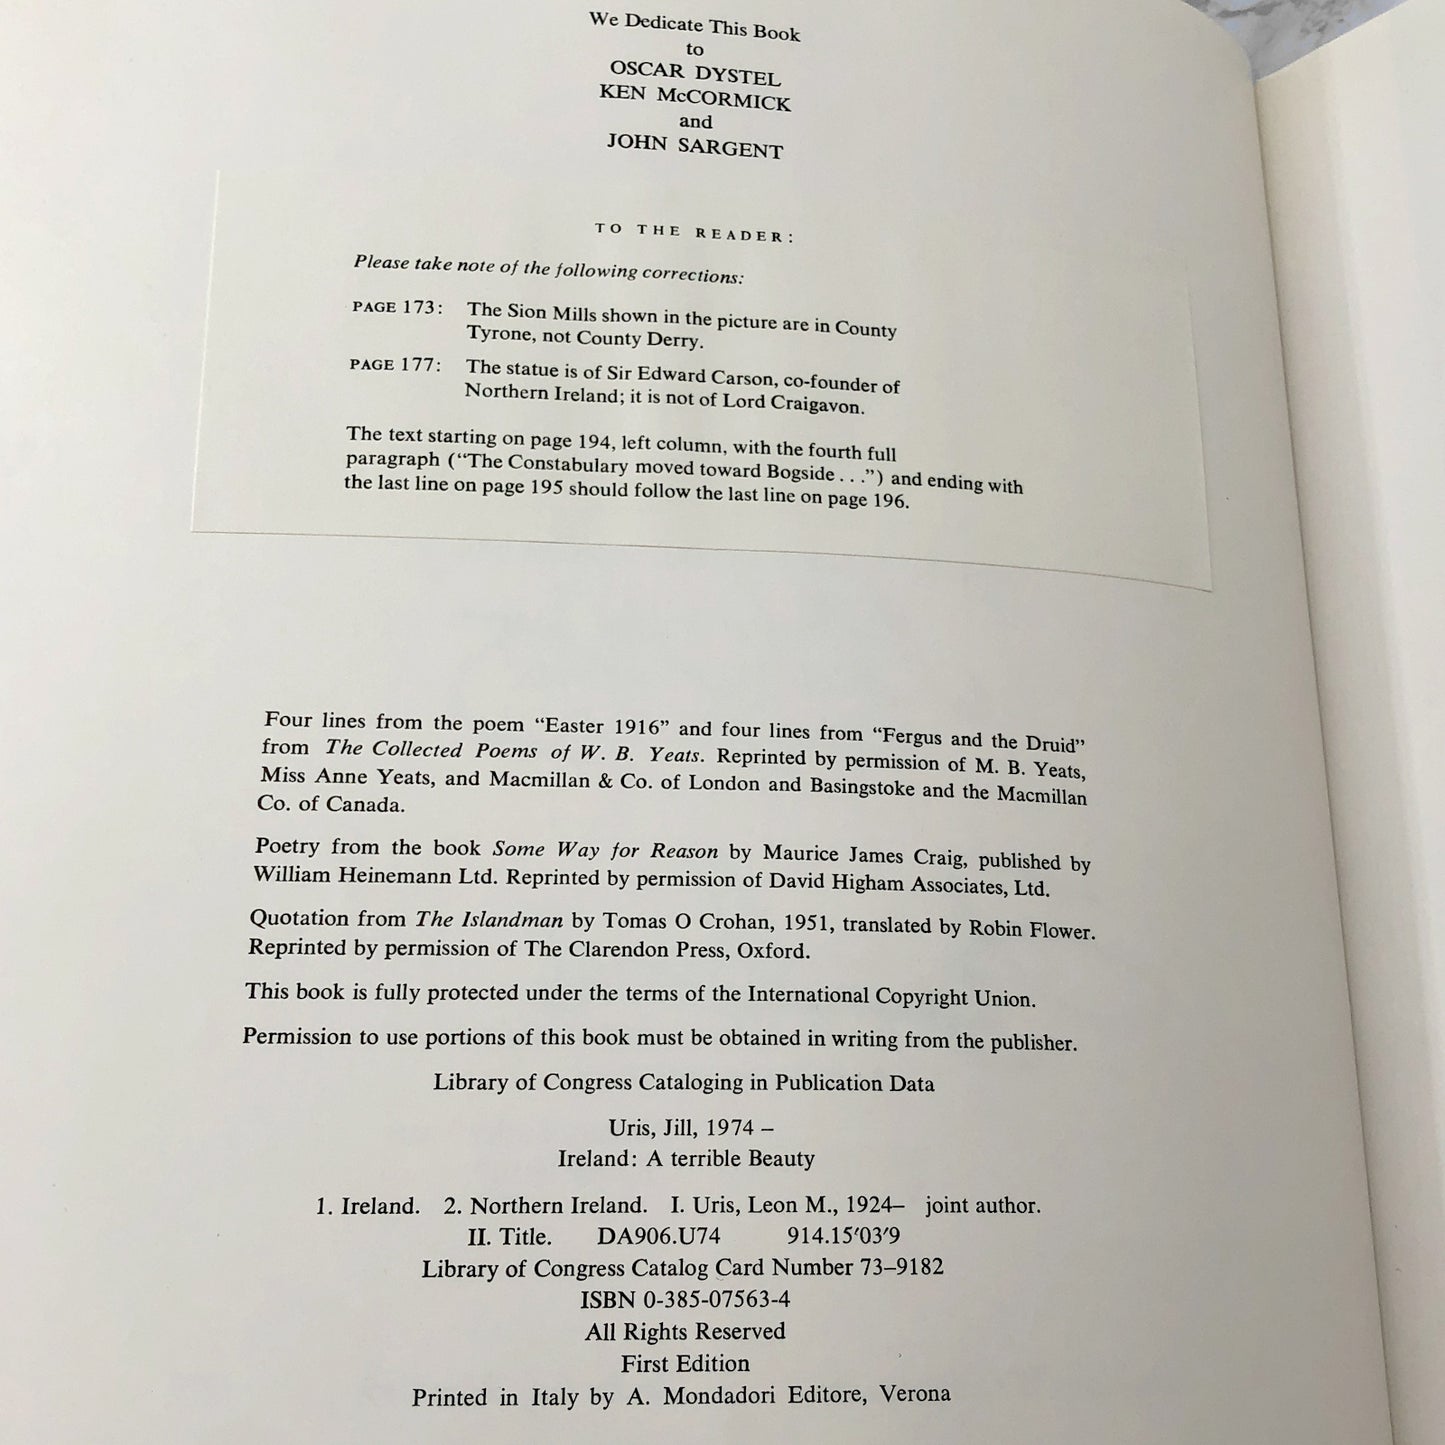 We Dedicate This Book
to
OSCAR DYSTEL
KEN McCORMICK
and
JOHN SARGENT
TO THE READER:
Please take note of the following corrections:
PAGE 173: The Sion Mills shown in the picture are in County
Tyrone, not County Derry.
PAGE 177: The statue is of Sir Edward Carson, co-founder of
Northern Ireland; it is not of Lord Craigavon.
The text starting on page 194, left column, with the fourth full
paragraph (“The Constabulary moved toward Bogside . . .”) and ending with
the last line on page 195 should follow the last line on page 196.
Four lines from the poem “Easter 1916” and four lines from “Fergus and the Druid”
from The Collected Poems of W. B. Yeats. Reprinted by permission of M. B. Yeats,
Miss Anne Yeats, and Macmillan & Co. of London and Basingstoke and the Macmillan
Co. of Canada.
Poetry from the book Some Way for Reason by Maurice James Craig, published by
William Heinemann Ltd. Reprinted by permission of David Higham Associates, Ltd.
Quotation from The Islandman by Tomas O Crohan, 1951, translated by Robin Flower.
Reprinted by permission of The Clarendon Press, Oxford.
This book is fully protected under the terms of the International Copyright Union.
Permission to use portions of this book must be obtained in writing from the publisher.
Library of Congress Cataloging in Publication Data
Uris, Jill, 1974 –
Ireland: A terrible Beauty
1. Ireland. 2. Northern Ireland. I. Uris, Leon M., 1924– joint author.
II. Title. DA906.U74 914.15′03′9
Library of Congress Catalog Card Number 73–9182
ISBN 0-385-07563-4
All Rights Reserved
First Edition
Printed in Italy by A. Mondadori Editore, Verona